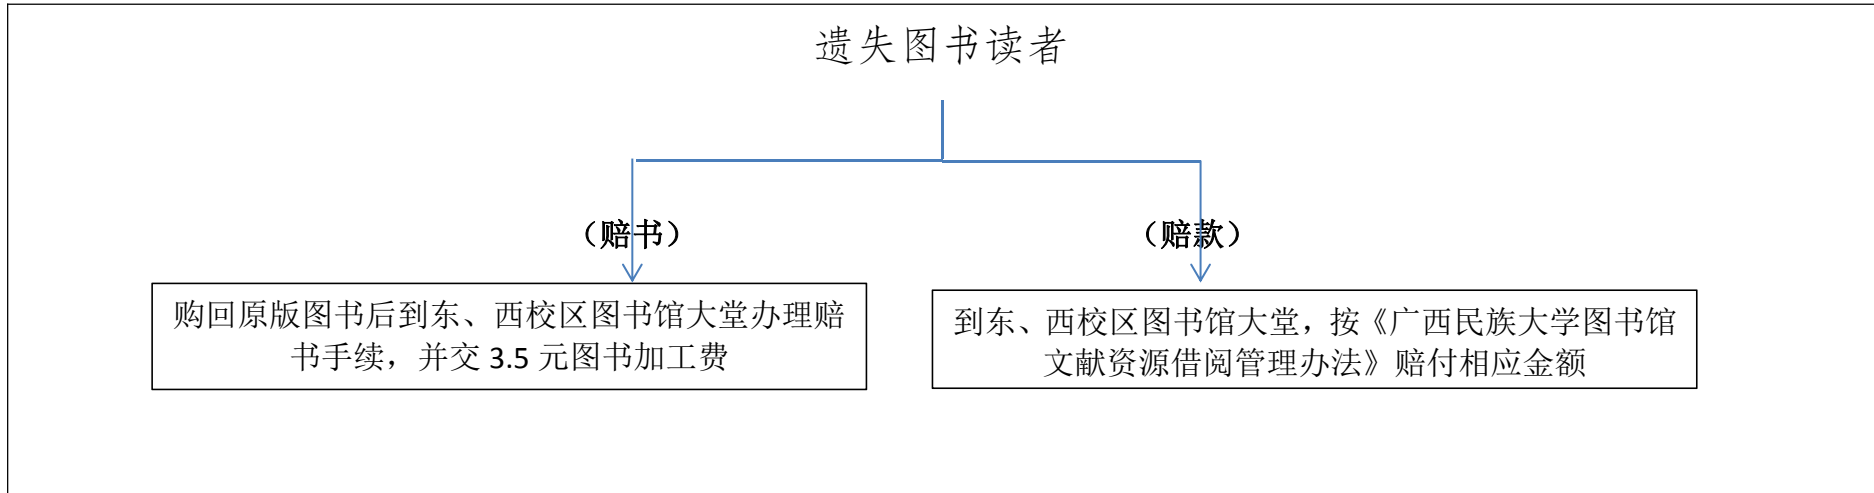 遗失图书读者
（赔书）
（赔款）
购回原版图书后到东、西校区图书馆大堂办理赔
书手续，并交 3.5 元图书加工费
到东、西校区图书馆大堂，按《广西民族大学图书馆
文献资源借阅管理办法》赔付相应金额